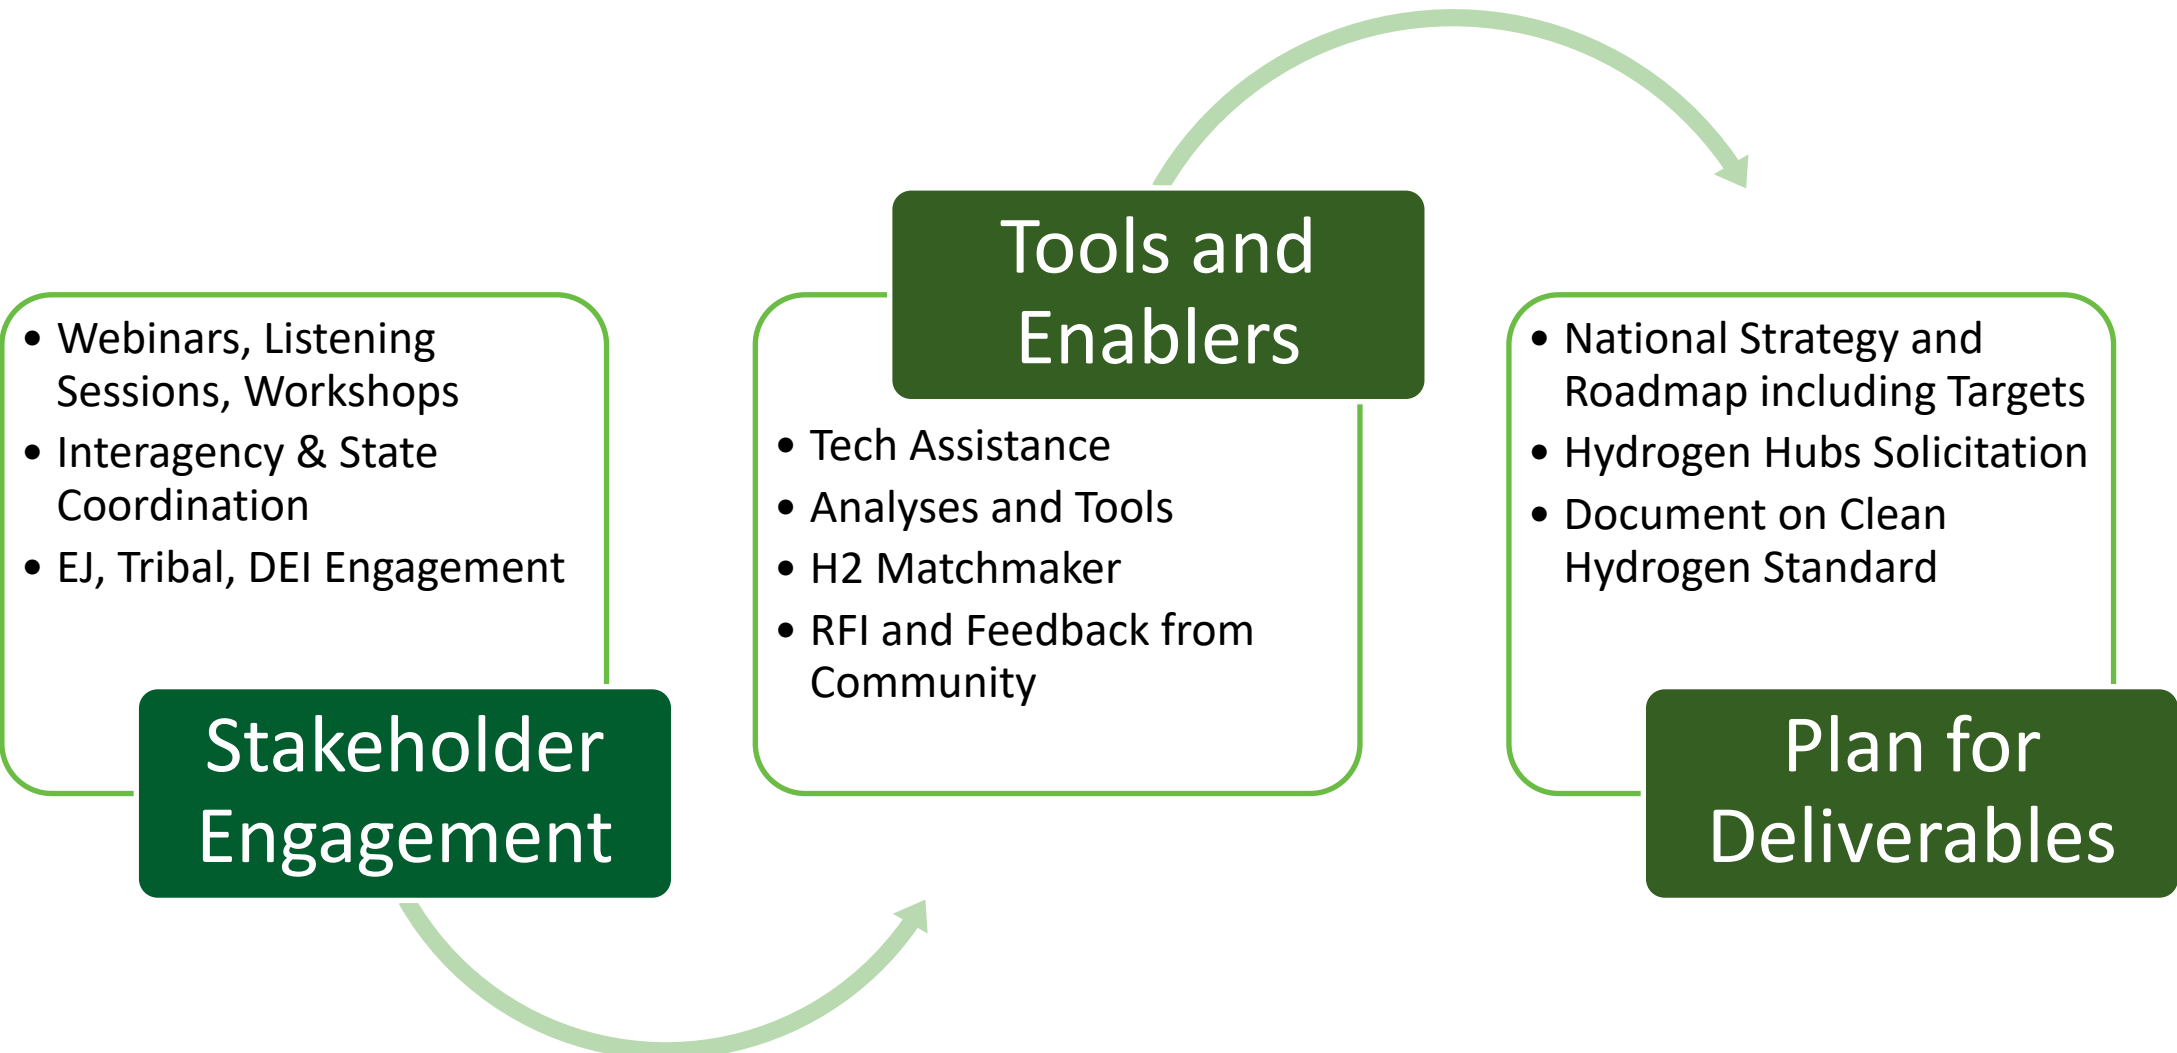 • Webinars, Listening
Sessions, Workshops
• Interagency & State
Coordination
• EJ, Tribal, DEI Engagement
Stakeholder
Engagement
Tools and
Enablers
• Tech Assistance
• Analyses and Tools
• H2 Matchmaker
• RFI and Feedback from
Community
• National Strategy and
Roadmap including Targets
• Hydrogen Hubs Solicitation
• Document on Clean
Hydrogen Standard
Plan for
Deliverables